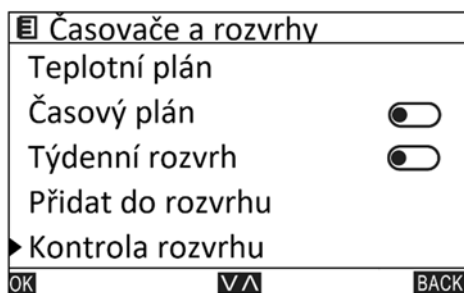 Časovače a rozvrhy
Teplotní plán
Časový plán
Týdenní rozvrh
Přidat do rozvrhu
Kontrola rozvrhu
OK BACK